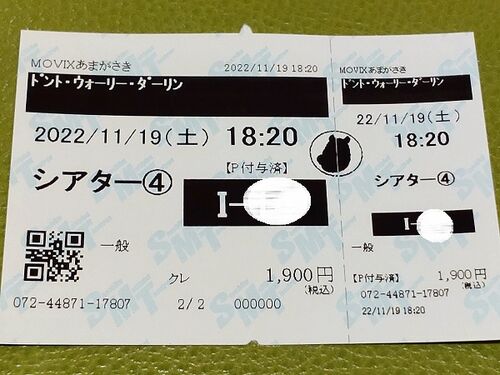 MOVIXあまがさき
2022/11/19 18:20
ﾄﾞﾝﾄ・ｳｫｰﾘｰ・ﾀﾞｰﾘﾝ
2022/11/19(土) 18:20
【P付与済】
シアター④
I-
一般
クレ
1,900円
(税込)
072-44871-17807
2/2
000000
MOVIXあまがさき
ﾄﾞﾝﾄ・ｳｫｰﾘｰ・ﾀﾞｰﾘﾝ
22/11/19(土)
18:20
シアター④
I-
一般
【P付与済】
1,900円
(税込)
072-44871-17807
22/11/19 18:20